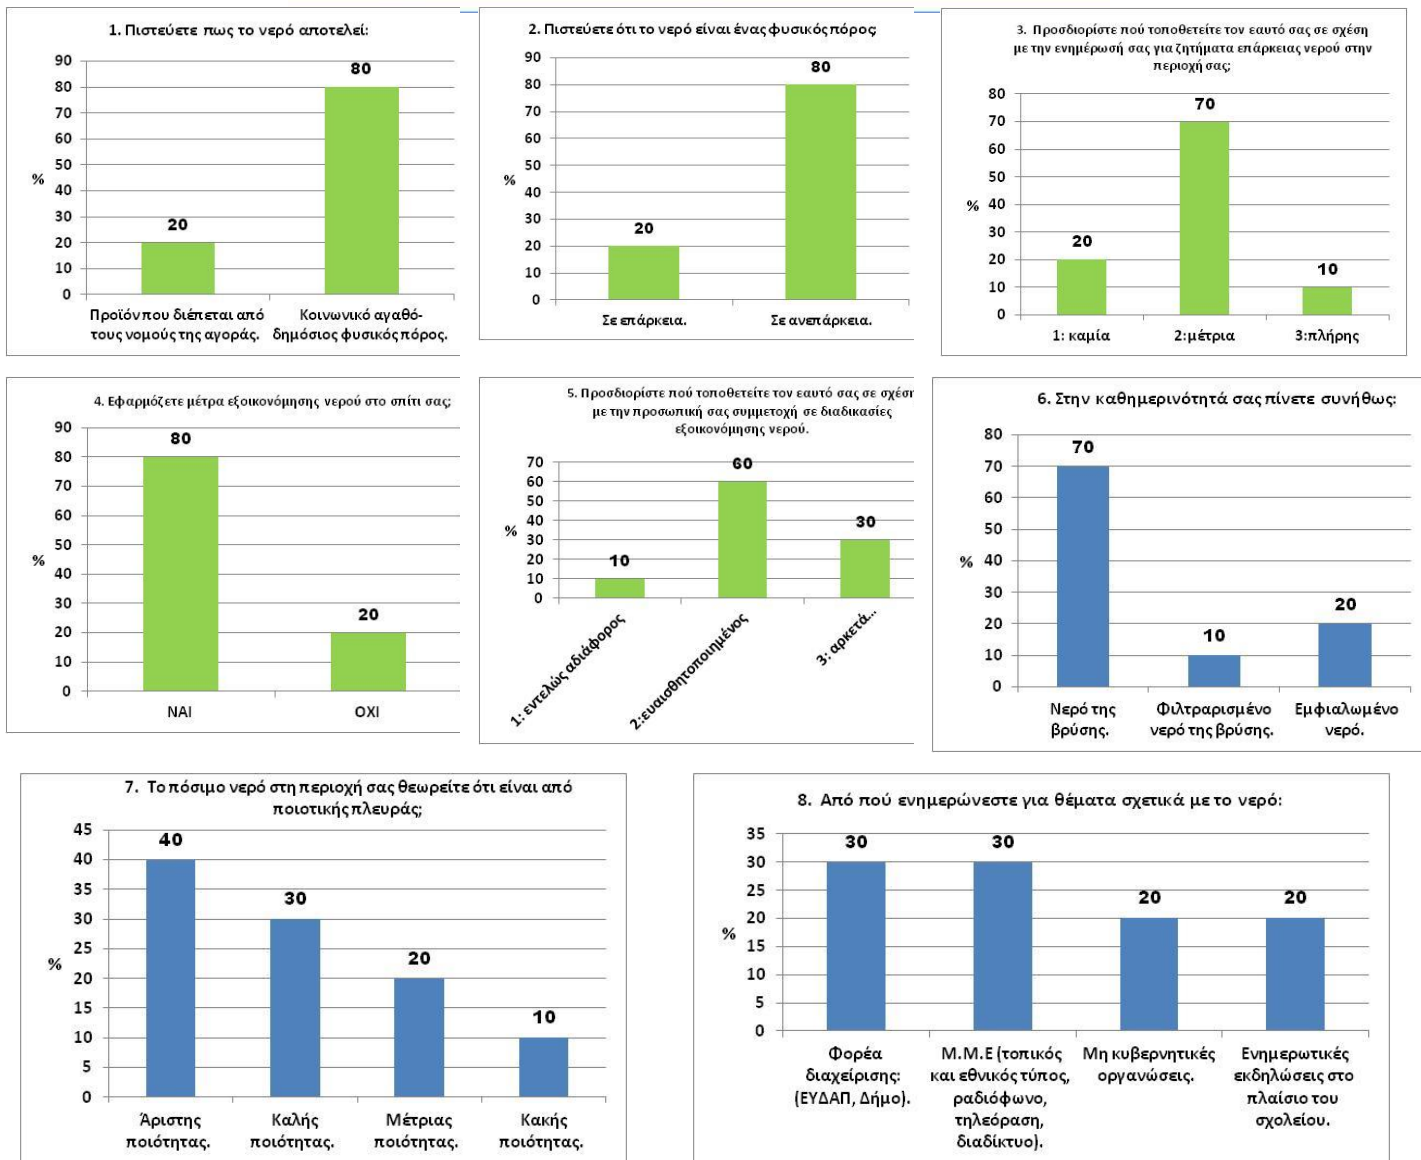 1. Πιστεύετε πως το νερό αποτελεί:
90
80
70
60
50
40
30
20
10
0
%
20
80
Προϊόν που διέπεται από
τους νομούς της αγοράς.
Κοινωνικό αγαθό-
δημόσιος φυσικός πόρος.
2. Πιστεύετε ότι το νερό είναι ένας φυσικός πόρος;
90
80
70
60
50
40
30
20
10
0
%
20
80
Σε επάρκεια.
Σε ανεπάρκεια.
3. Προσδιορίστε πού τοποθετείτε τον εαυτό σας σε σχέση
με την ενημέρωσή σας για ζητήματα επάρκειας νερού στην
περιοχή σας;
80
70
60
50
40
30
20
10
0
%
20
70
10
1: καμία
2:μέτρια
3:πλήρης
4. Εφαρμόζετε μέτρα εξοικονόμησης νερού στο σπίτι σας;
90
80
70
60
50
40
30
20
10
0
%
80
20
ΝΑΙ
ΟΧΙ
5. Προσδιορίστε πού τοποθετείτε τον εαυτό σας σε σχέση
με την προσωπική σας συμμετοχή σε διαδικασίες
εξοικονόμησης νερού.
70
60
50
40
30
20
10
0
%
10
60
30
1: εντελώς αδιάφορος
2:ευαισθητοποιημένος
3: αρκετά...
6. Στην καθημερινότητά σας πίνετε συνήθως:
80
70
60
50
40
30
20
10
0
%
70
10
20
Νερό της
βρύσης.
Φιλτραρισμένο
νερό της βρύσης.
Εμφιαλωμένο
νερό.
7. Το πόσιμο νερό στη περιοχή σας θεωρείτε ότι είναι από
ποιοτικής πλευράς;
45
40
35
30
25
20
15
10
5
0
%
40
30
20
10
Άριστης
ποιότητας.
Καλής
ποιότητας.
Μέτριας
ποιότητας.
Κακής
ποιότητας.
8. Από πού ενημερώνεστε για θέματα σχετικά με το νερό:
35
30
25
20
15
10
5
0
%
30
30
20
20
Φορέα
διαχείρισης:
(ΕΥΔΑΠ, Δήμο).
Μ.Μ.Ε (τοπικός
και εθνικός τύπος,
ραδιόφωνο,
τηλεόραση,
διαδίκτυο).
Μη κυβερνητικές
οργανώσεις.
Ενημερωτικές
εκδηλώσεις στο
πλαίσιο του
σχολείου.